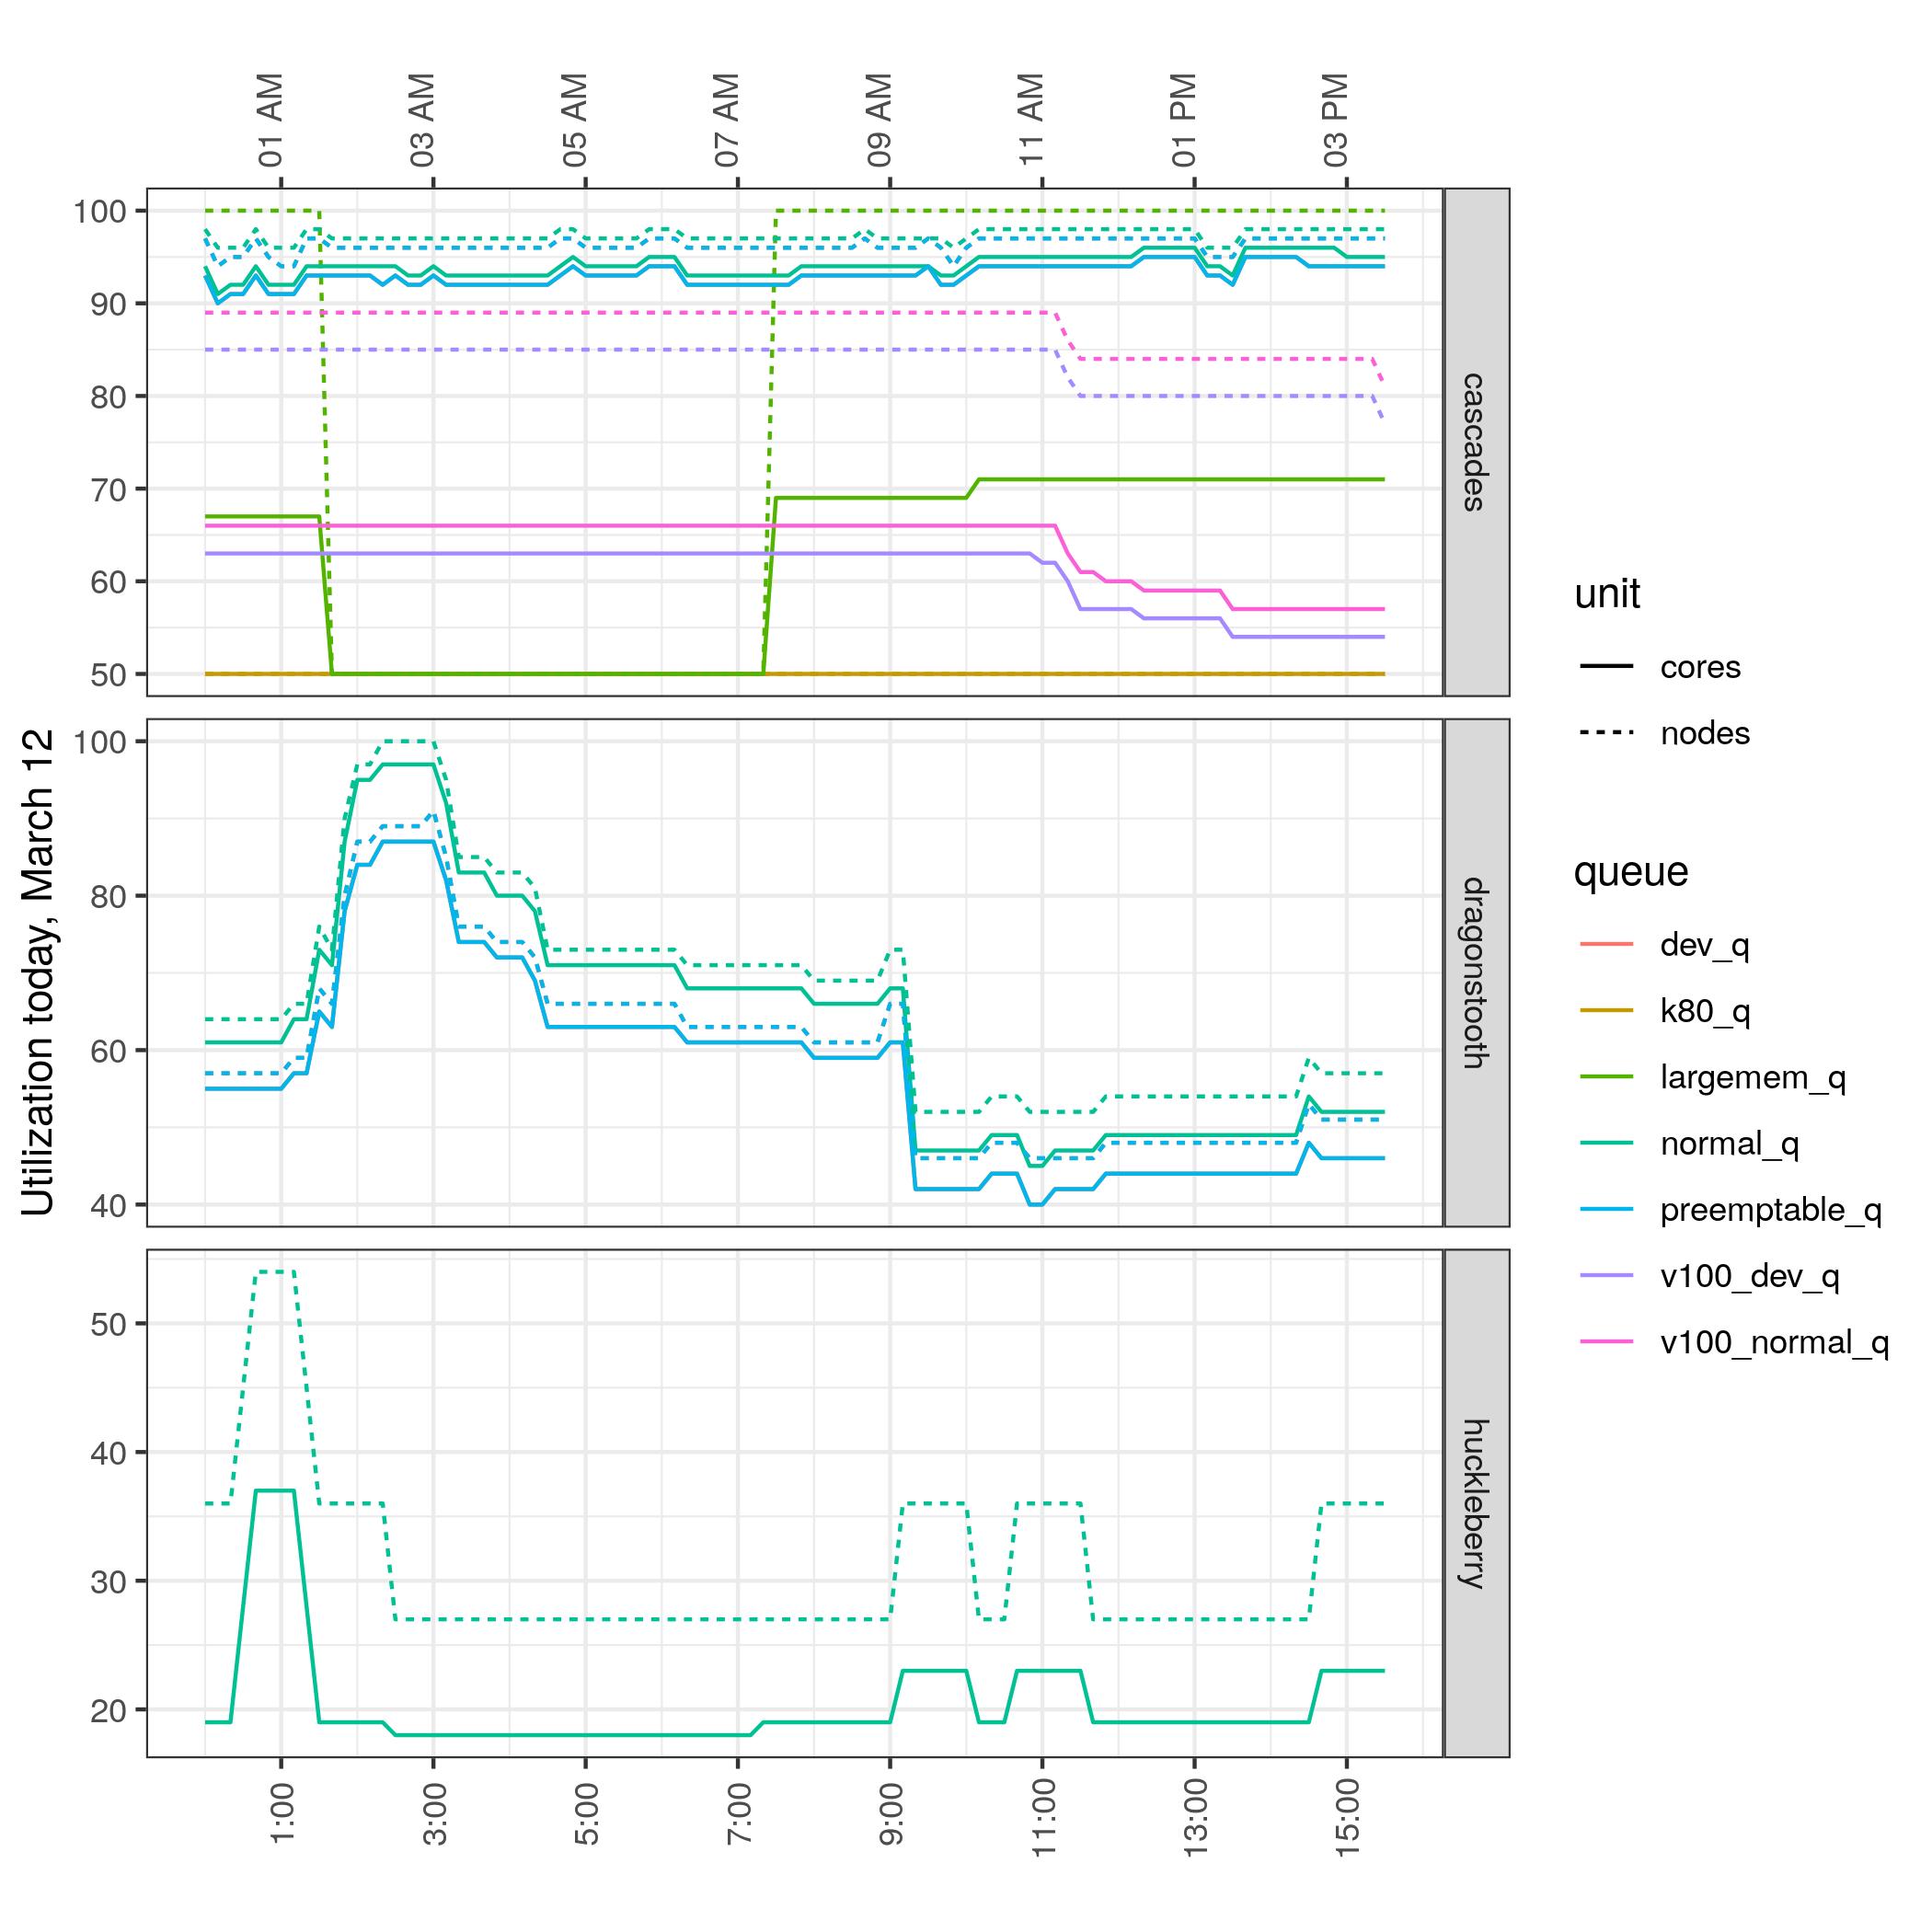 01 AM
03 AM
05 AM
07 AM
09 AM
11 AM
01 PM
03 PM
Utilization today, March 12
100
90
80
70
60
50
cascades
100
80
60
40
dragonstooth
50
40
30
20
huckleberry
1:00
3:00
5:00
7:00
9:00
11:00
13:00
15:00
unit
cores
nodes
queue
dev_q
k80_q
largemem_q
normal_q
preemptable_q
v100_dev_q
v100_normal_q